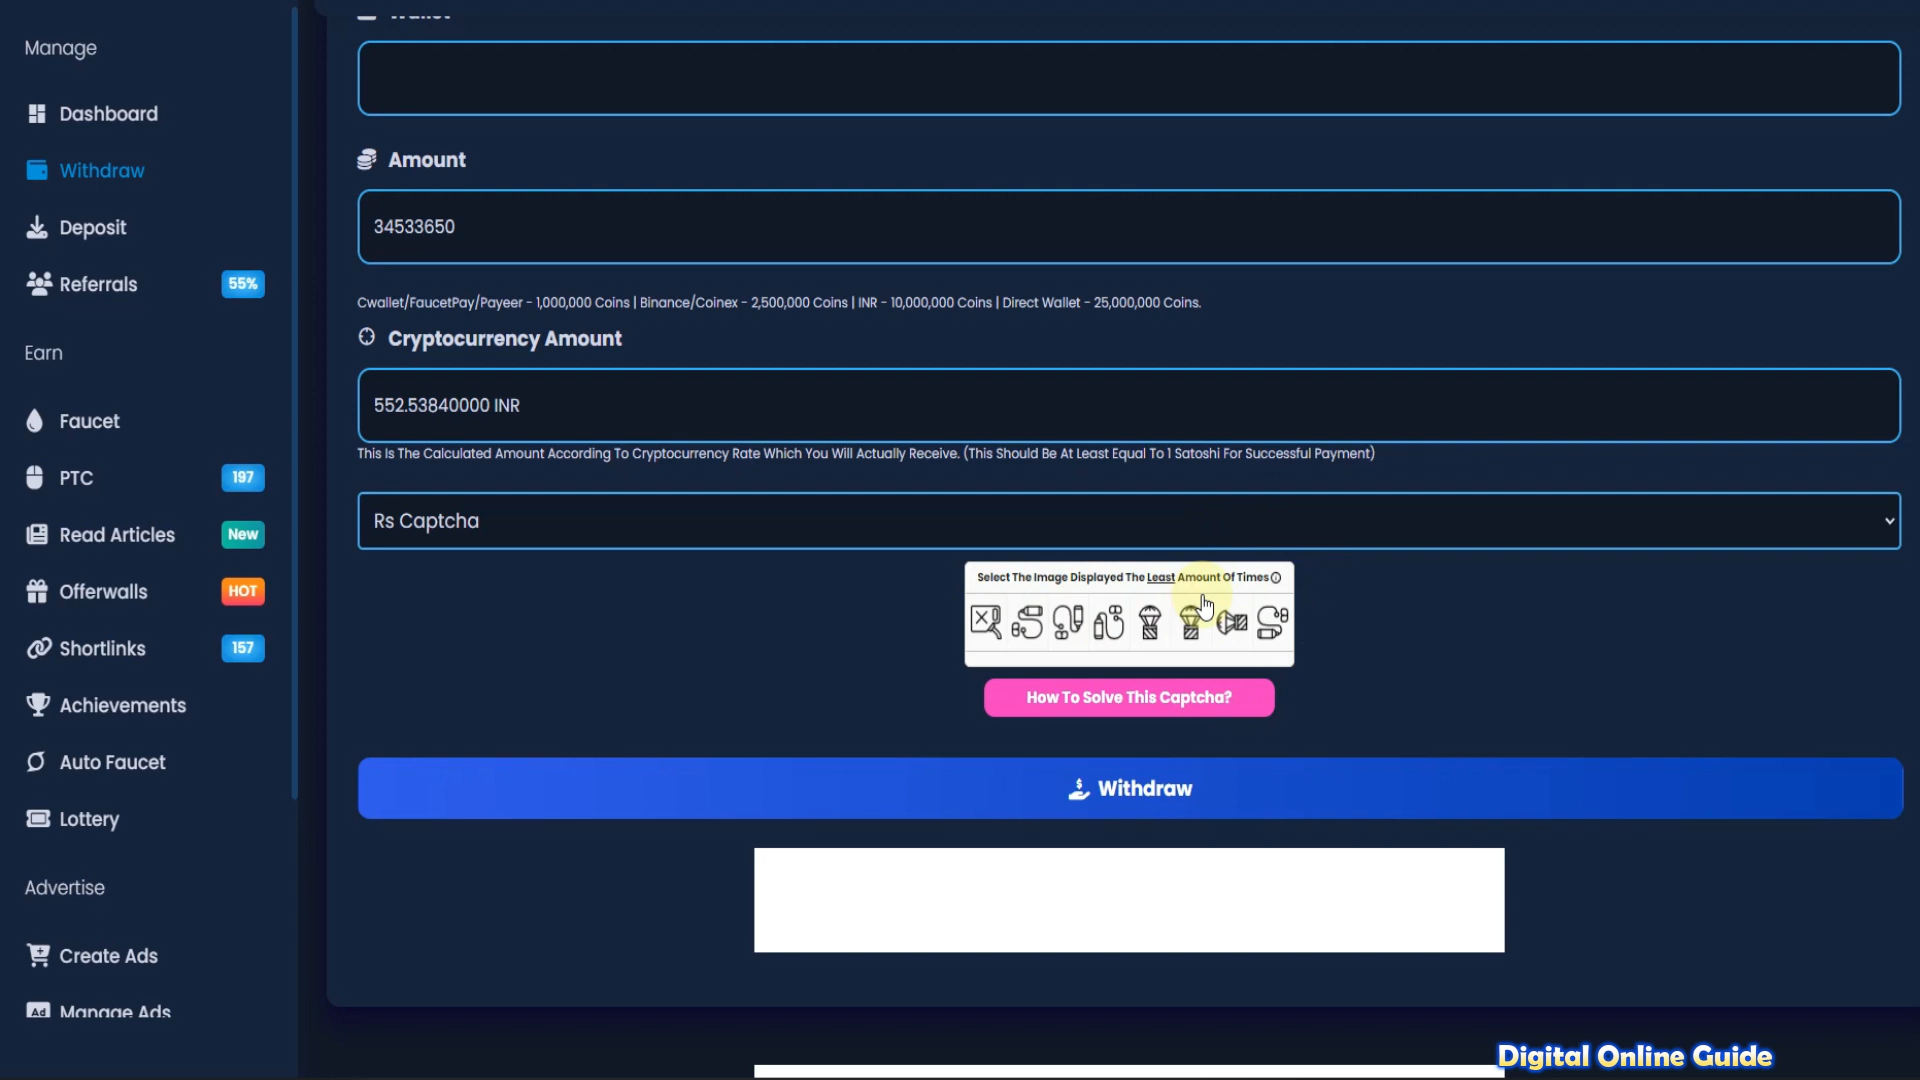 Manage
Dashboard
Withdraw
Deposit
Referrals 55%
Earn
Faucet
PTC 197
Read Articles New
Offerwalls HOT
Shortlinks 157
Achievements
Auto Faucet
Lottery
Advertise
Create Ads
Ad Manage Ads
Wallet
Amount
34533650
Cwallet/FaucetPay/Payeer - 1,000,000 Coins | Binance/Coinex - 2,500,000 Coins | INR - 10,000,000 Coins | Direct Wallet - 25,000,000 Coins.
Cryptocurrency Amount
552.53840000 INR
This Is The Calculated Amount According To Cryptocurrency Rate Which You Will Actually Receive. (This Should Be At Least Equal To 1 Satoshi For Successful Payment)
Rs Captcha
Select The Image Displayed The Least Amount Of Times
How To Solve This Captcha?
Withdraw
Digital Online Guide